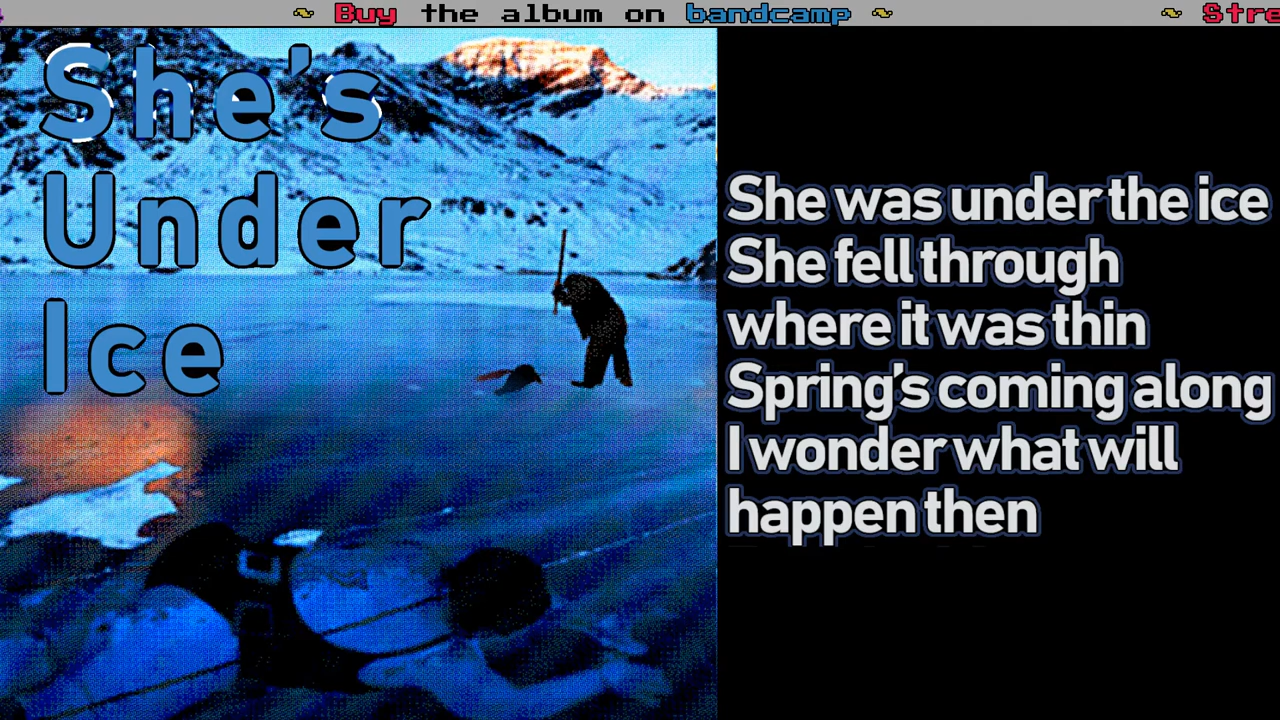 ~ Buy the album on bandcamp ~ ~ Stre
She's
Under
Ice
She was under the ice
She fell through
where it was thin
Spring's coming along
I wonder what will
happen then